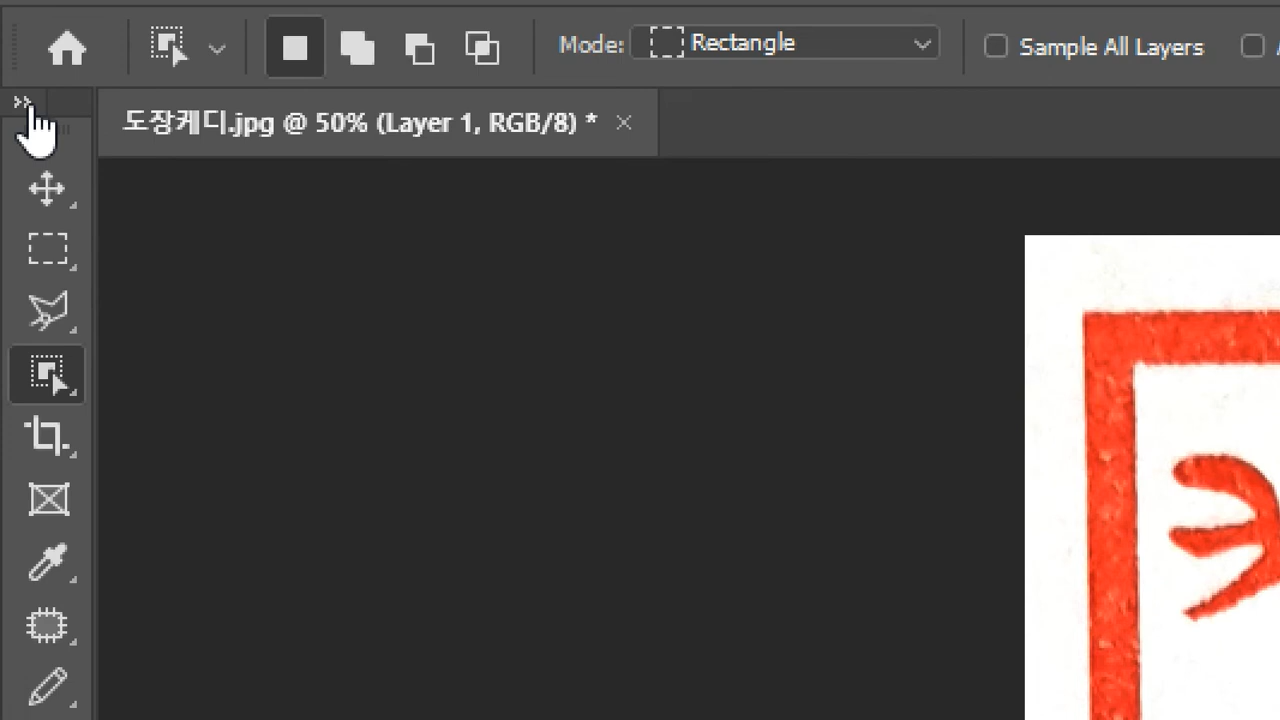 Mode: Rectangle Sample All Layers
도장케디.jpg @ 50% (Layer 1, RGB/8) *